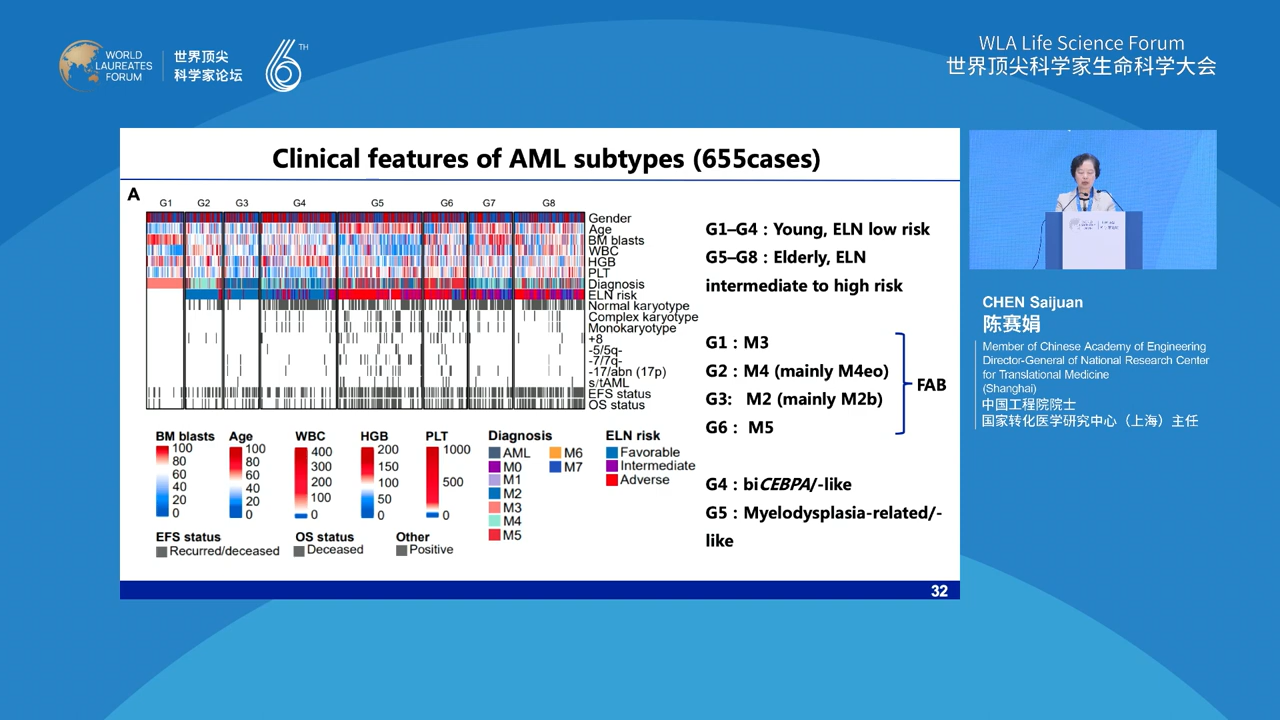 WORLD
LAUREATES
FORUM
世界顶尖
科学家论坛
6TH
WLA Life Science Forum
世界顶尖科学家生命科学大会
Clinical features of AML subtypes (655cases)
A
G1 G2 G3 G4 G5 G6 G7 G8
Gender
Age
BM blasts
WBC
HGB
PLT
Diagnosis
ELN risk
Normal karyotype
Complex karyotype
Monokaryotype
+8
-5/5q-
-7/7q-
-17/abn (17p)
s/tAML
EFS status
OS status
BM blasts
100
80
60
40
20
0
Age
100
80
60
40
20
0
WBC
400
300
200
100
0
HGB
200
150
100
50
0
PLT
1000
500
0
Diagnosis
AML
M0
M1
M2
M3
M4
M5
M6
M7
ELN risk
Favorable
Intermediate
Adverse
EFS status
Recurred/deceased
OS status
Deceased
Other
Positive
G1–G4 : Young, ELN low risk
G5–G8 : Elderly, ELN
intermediate to high risk
G1 : M3
G2 : M4 (mainly M4eo)
G3: M2 (mainly M2b)
G6 : M5
FAB
G4 : biCEBPA/-like
G5 : Myelodysplasia-related/-
like
32
CHEN Saijuan
陈赛娟
Member of Chinese Academy of Engineering
Director-General of National Research Center
for Translational Medicine
(Shanghai)
中国工程院院士
国家转化医学研究中心（上海）主任